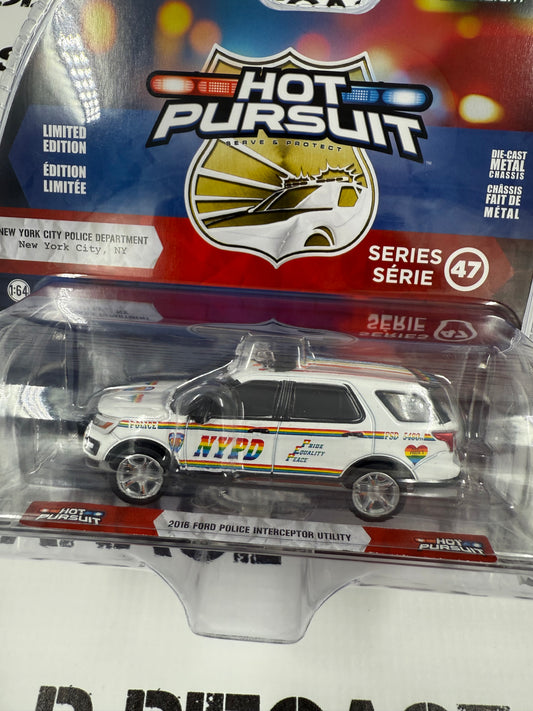 HOT
PURSUIT
SERVE & PROTECT
™
LIMITED
EDITION
ÉDITION
LIMITÉE
DIE-CAST
METAL
CHASSIS
CHÂSSIS
FAIT DE
MÉTAL
NEW YORK CITY POLICE DEPARTMENT
New York City, NY
SERIES
SÉRIE
47
1:64
POLICE
NYPD
PRIDE
EQUALITY
PEACE
HOT
PURSUIT
2016 FORD POLICE INTERCEPTOR UTILITY
HOT
PURSUIT